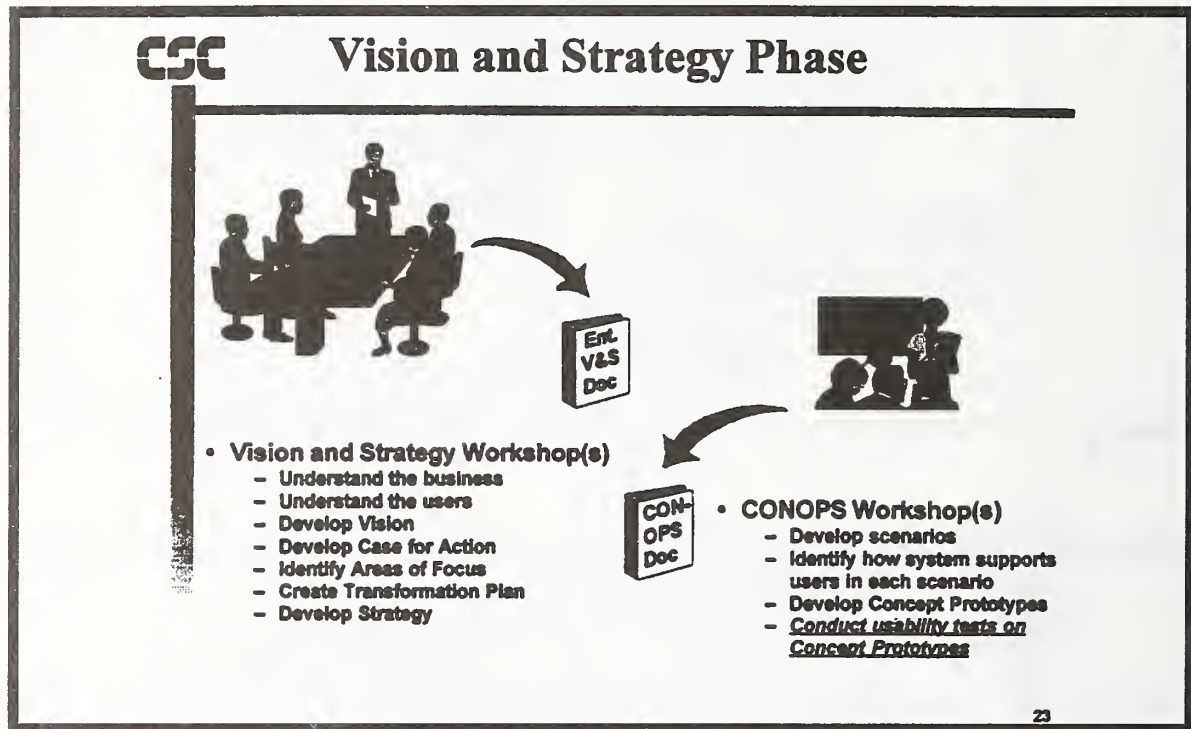 CSC
Vision and Strategy Phase
Ent.
V&S
Doc
• Vision and Strategy Workshop(s)
– Understand the business
– Understand the users
– Develop Vision
– Develop Case for Action
– Identify Areas of Focus
– Create Transformation Plan
– Develop Strategy
CON-
OPS
Doc
• CONOPS Workshop(s)
– Develop scenarios
– Identify how system supports
users in each scenario
– Develop Concept Prototypes
– Conduct usability tests on
Concept Prototypes
23